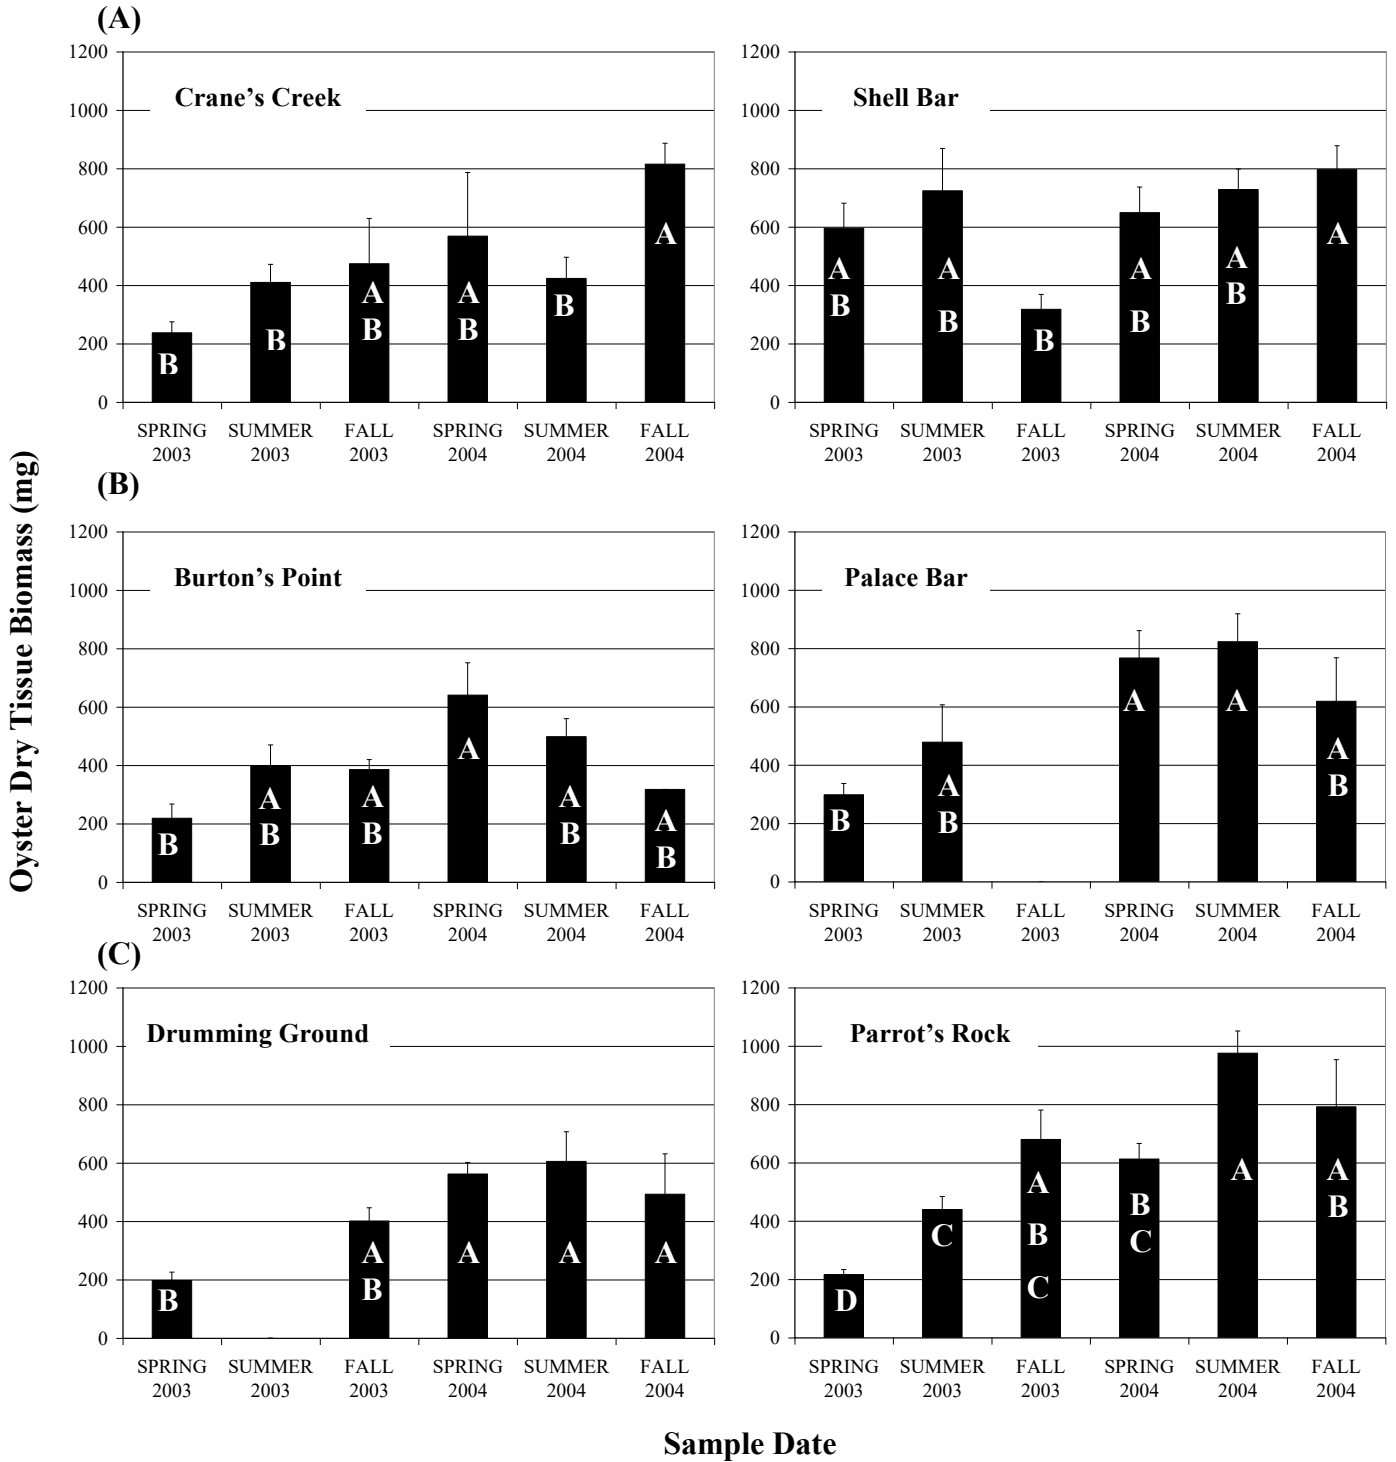 (A)
1200
1000
800
600
400
200
0
Crane's Creek
B
B
A
B
A
B
B
A
SPRING SUMMER FALL SPRING SUMMER FALL
2003 2003 2003 2004 2004 2004
1200
1000
800
600
400
200
0
Shell Bar
A
B
A
B
B
A
B
A
B
A
SPRING SUMMER FALL SPRING SUMMER FALL
2003 2003 2003 2004 2004 2004
Oyster Dry Tissue Biomass (mg)
(B)
1200
1000
800
600
400
200
0
Burton's Point
B
A
B
A
B
A
A
B
A
B
SPRING SUMMER FALL SPRING SUMMER FALL
2003 2003 2003 2004 2004 2004
1200
1000
800
600
400
200
0
Palace Bar
B
A
B
A
A
A
B
SPRING SUMMER FALL SPRING SUMMER FALL
2003 2003 2003 2004 2004 2004
(C)
1200
1000
800
600
400
200
0
Drumming Ground
B
A
B
A
A
A
SPRING SUMMER FALL SPRING SUMMER FALL
2003 2003 2003 2004 2004 2004
1200
1000
800
600
400
200
0
Parrot's Rock
D
C
A
B
C
B
C
A
A
B
SPRING SUMMER FALL SPRING SUMMER FALL
2003 2003 2003 2004 2004 2004
Sample Date